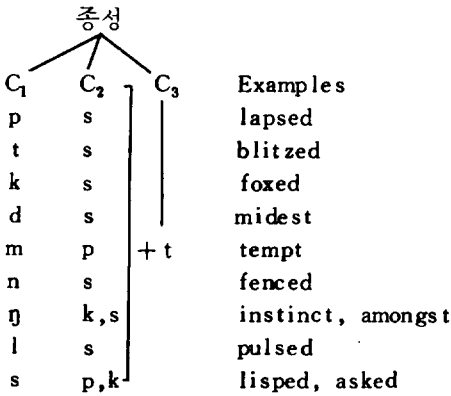 종성
C₁ C₂ C₃ Examples
p s lapsed
t s blitzed
k s foxed
d s midest
m p + t tempt
n s fenced
ŋ k,s instinct, amongst
l s pulsed
s p,k lisped, asked